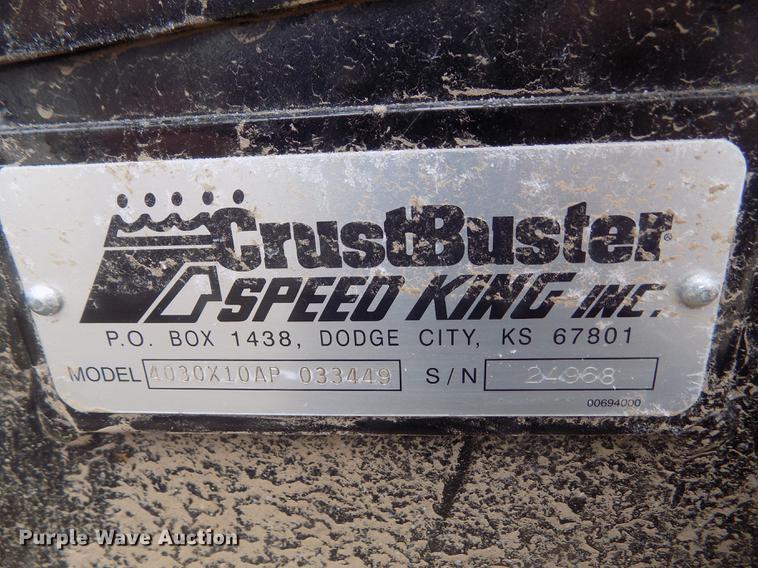 CrustBuster®
SPEED KING INC.
P.O. BOX 1438, DODGE CITY, KS 67801
MODEL 4030X10AP 033449 S/N 24968
00694000
Purple Wave Auction